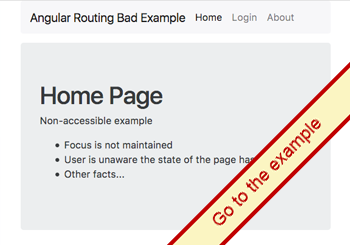 Angular Routing Bad Example Home Login About
Home Page
Non-accessible example
Focus is not maintained
User is unaware the state of the page has
Other facts...
Go to the example